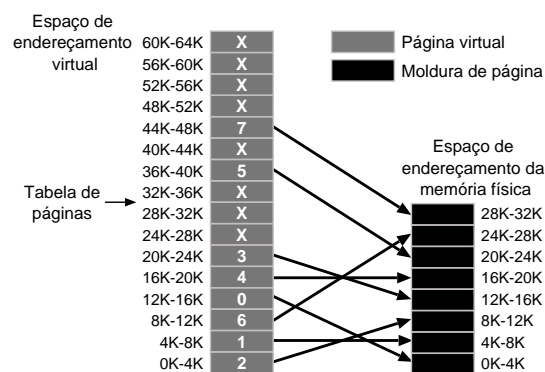 Espaço de
endereçamento
virtual
60K-64K X
56K-60K X
52K-56K X
48K-52K X
44K-48K 7
40K-44K X
36K-40K 5
32K-36K X
28K-32K X
24K-28K X
20K-24K 3
16K-20K 4
12K-16K 0
8K-12K 6
4K-8K 1
0K-4K 2
Tabela de
páginas
Página virtual
Moldura de página
Espaço de
endereçamento da
memória física
28K-32K
24K-28K
20K-24K
16K-20K
12K-16K
8K-12K
4K-8K
0K-4K